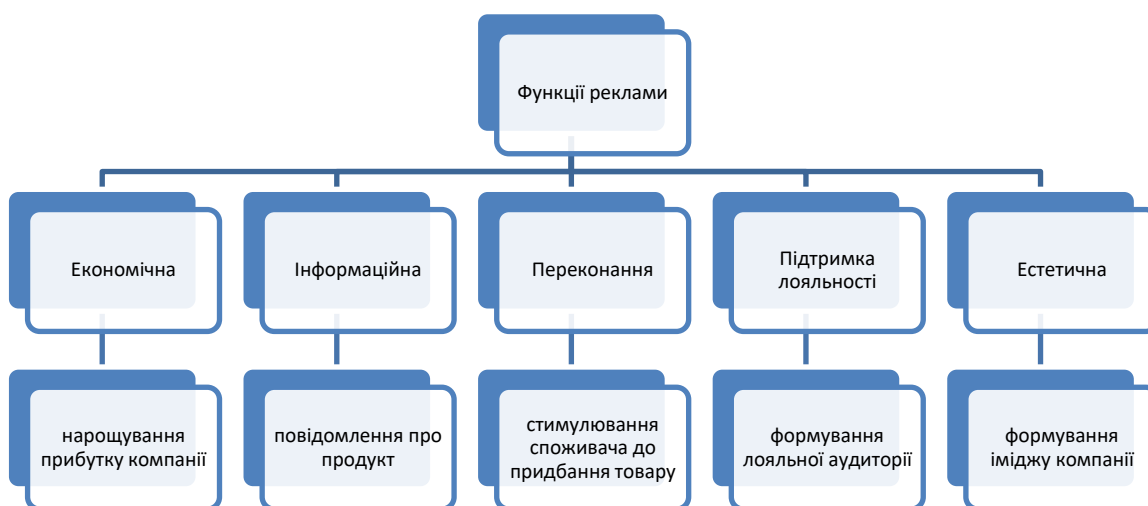 Функції реклами
Економічна
Інформаційна
Переконання
Підтримка
лояльності
Естетична
нарощування
прибутку компанії
повідомлення про
продукт
стимулювання
споживача до
придбання товару
формування
лояльної аудиторії
формування
іміджу компанії